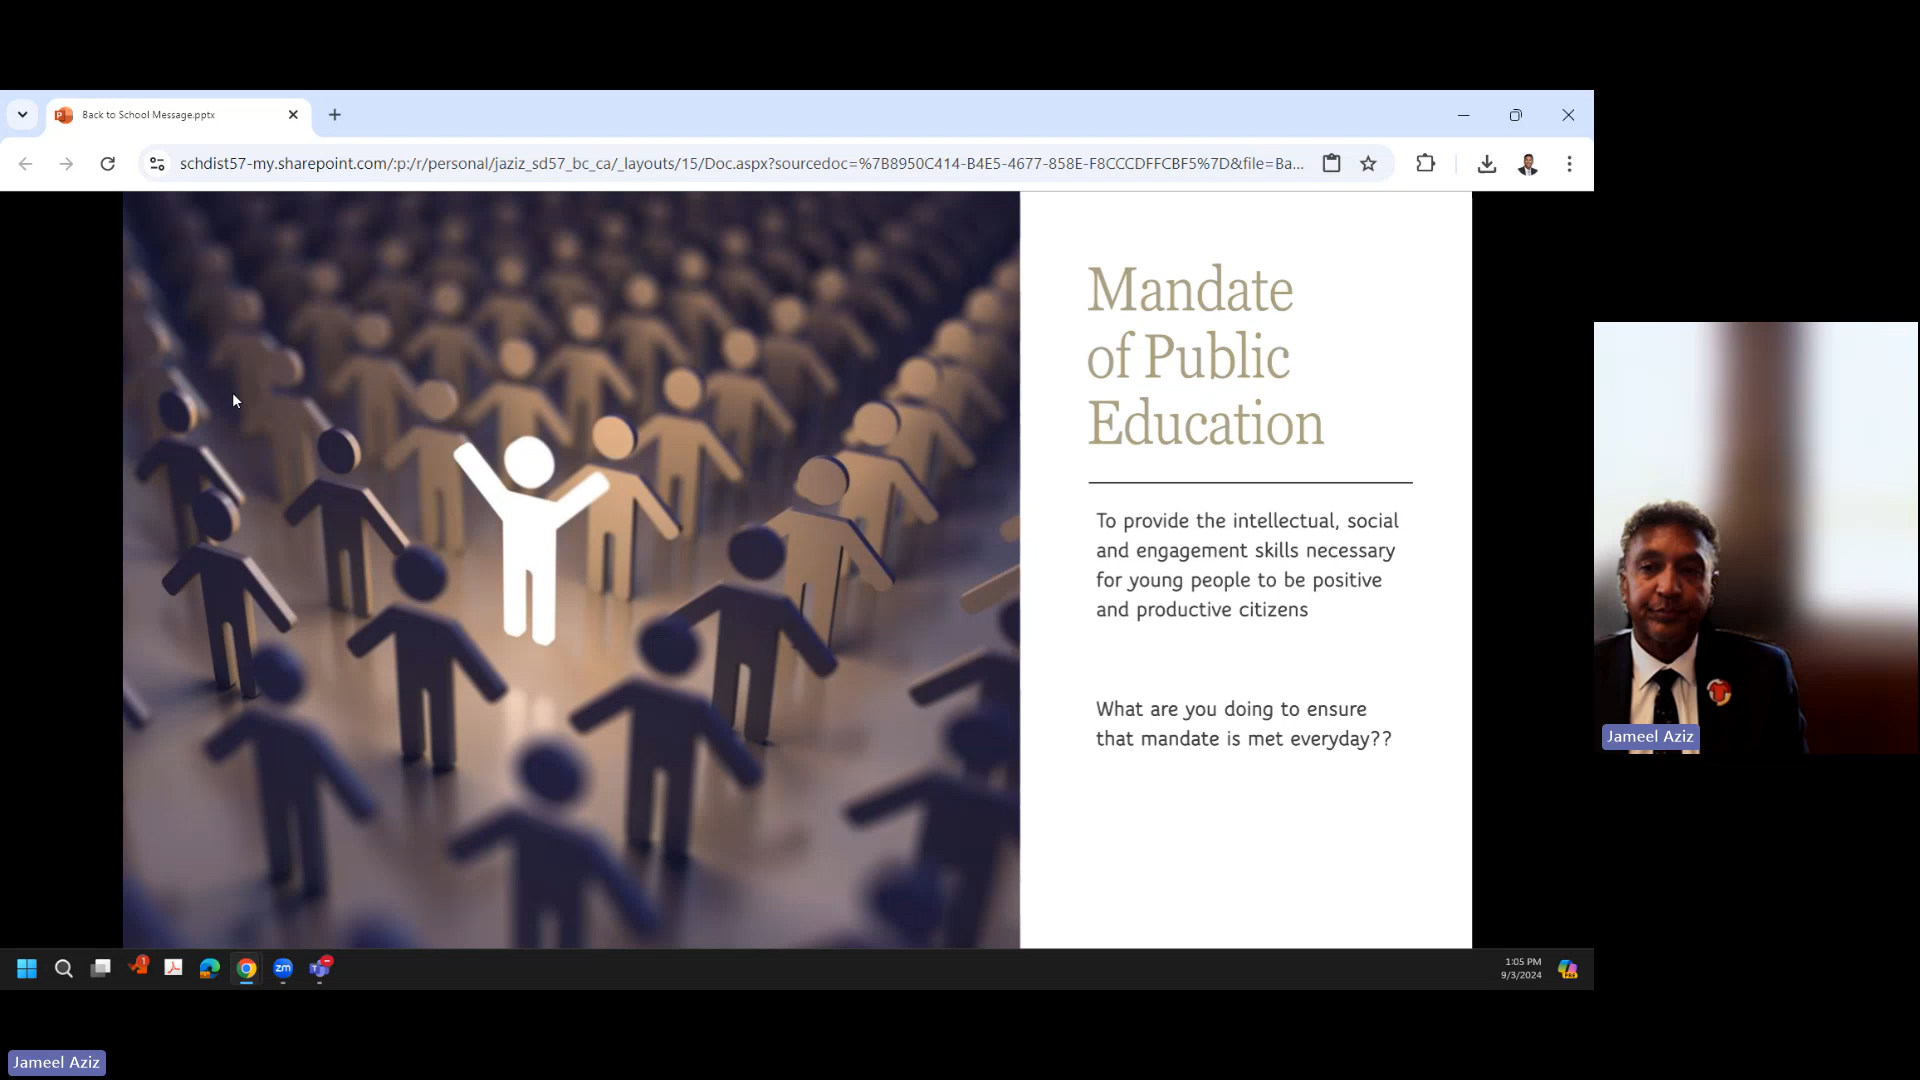 Back to School Message.pptx
schdist57-my.sharepoint.com/:p:/r/personal/jaziz_sd57_bc_ca/_layouts/15/Doc.aspx?sourcedoc=%7B8950C414-B4E5-4677-858E-F8CCCDFFCBF5%7D&file=Ba...
Mandate
of Public
Education
To provide the intellectual, social
and engagement skills necessary
for young people to be positive
and productive citizens
What are you doing to ensure
that mandate is met everyday??
Jameel Aziz
1
zm
1:05 PM
9/3/2024
PRE
Jameel Aziz